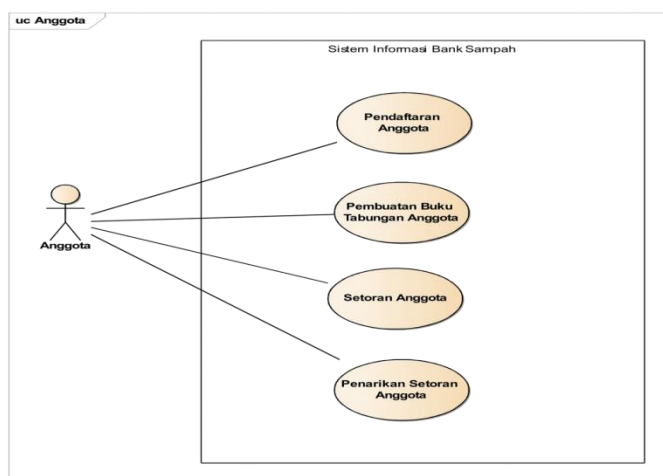 uc Anggota
Sistem Informasi Bank Sampah
Pendaftaran
Anggota
Pembuatan Buku
Tabungan Anggota
Anggota
Setoran Anggota
Penarikan Setoran
Anggota